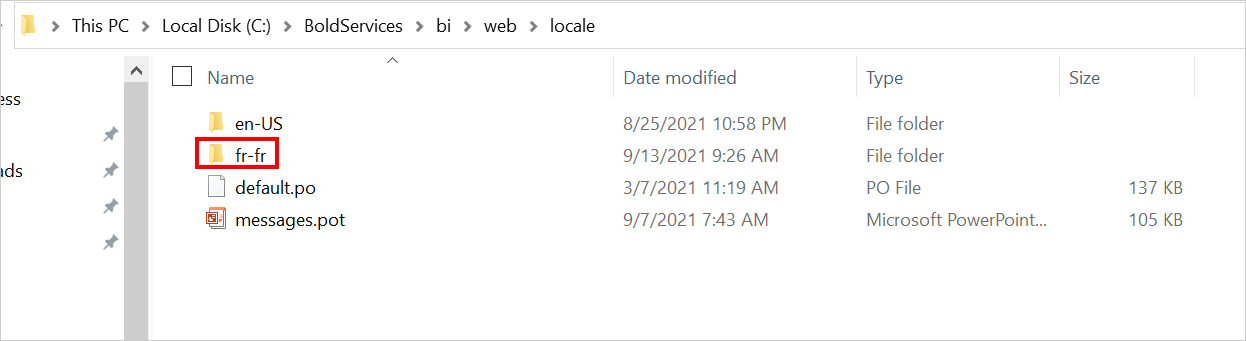 This PC > Local Disk (C:) > BoldServices > bi > web > locale
Name Date modified Type Size
ess
en-US 8/25/2021 10:58 PM File folder
fr-fr 9/13/2021 9:26 AM File folder
ads
default.po 3/7/2021 11:19 AM PO File 137 KB
messages.pot 9/7/2021 7:43 AM Microsoft PowerPoint... 105 KB